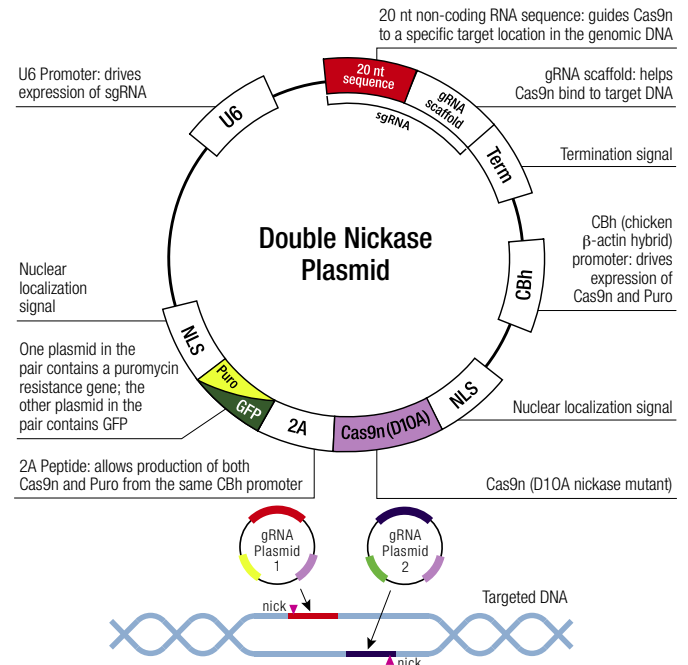 20 nt non-coding RNA sequence: guides Cas9n
to a specific target location in the genomic DNA
U6 Promoter: drives
expression of sgRNA
gRNA scaffold: helps
Cas9n bind to target DNA
20 nt
sequence
gRNA
scaffold
sgRNA
U6
Term
Termination signal
Double Nickase
Plasmid
CBh (chicken
β-actin hybrid)
promoter: drives
expression of
Cas9n and Puro
CBh
Nuclear
localization
signal
NLS
One plasmid in the
pair contains a puromycin
resistance gene; the
other plasmid in the
pair contains GFP
Puro
GFP
2A
Cas9n (D10A)
NLS
Nuclear localization signal
2A Peptide: allows production of both
Cas9n and Puro from the same CBh promoter
Cas9n (D10A nickase mutant)
gRNA
Plasmid
1
gRNA
Plasmid
2
Targeted DNA
nick
nick